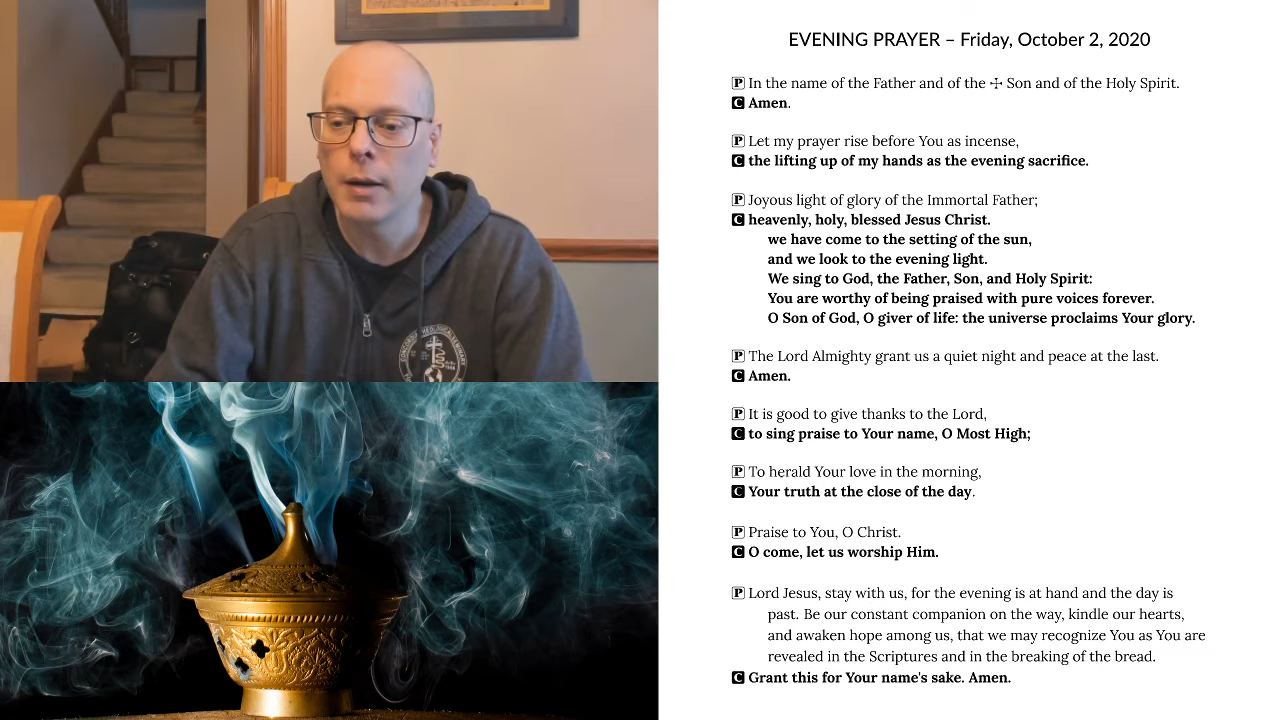 EVENING PRAYER – Friday, October 2, 2020
P In the name of the Father and of the ☩ Son and of the Holy Spirit.
C Amen.
P Let my prayer rise before You as incense,
C the lifting up of my hands as the evening sacrifice.
P Joyous light of glory of the Immortal Father;
C heavenly, holy, blessed Jesus Christ.
we have come to the setting of the sun,
and we look to the evening light.
We sing to God, the Father, Son, and Holy Spirit:
You are worthy of being praised with pure voices forever.
O Son of God, O giver of life: the universe proclaims Your glory.
P The Lord Almighty grant us a quiet night and peace at the last.
C Amen.
P It is good to give thanks to the Lord,
C to sing praise to Your name, O Most High;
P To herald Your love in the morning,
C Your truth at the close of the day.
P Praise to You, O Christ.
C O come, let us worship Him.
P Lord Jesus, stay with us, for the evening is at hand and the day is
past. Be our constant companion on the way, kindle our hearts,
and awaken hope among us, that we may recognize You as You are
revealed in the Scriptures and in the breaking of the bread.
C Grant this for Your name's sake. Amen.